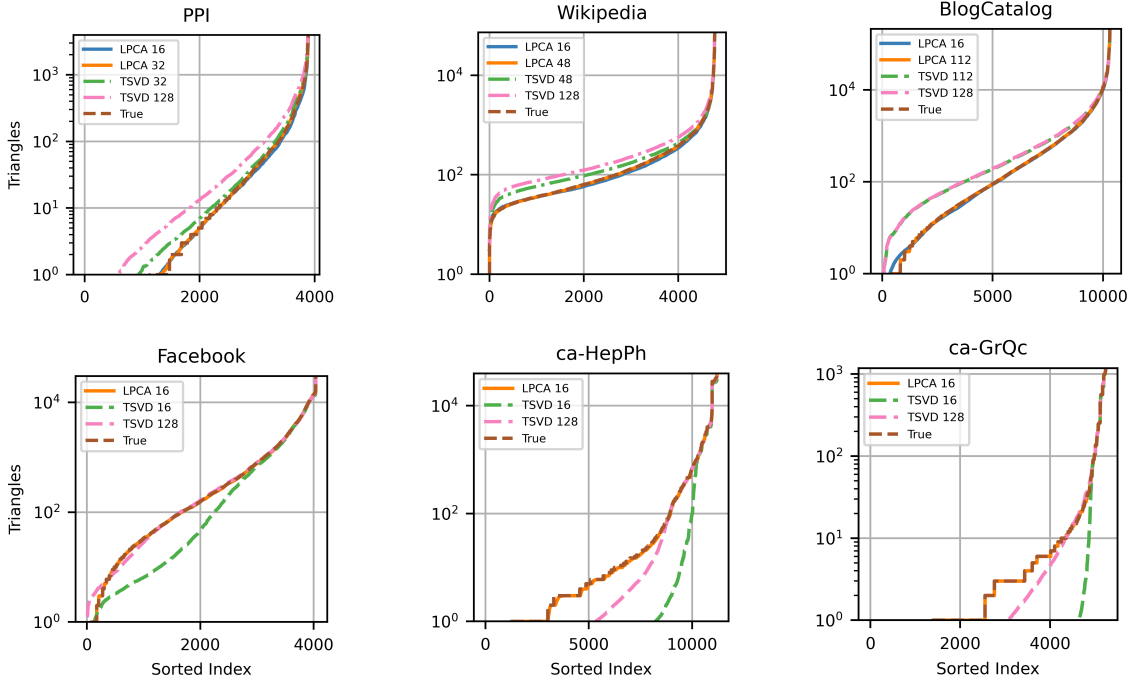 PPI
LPCA 16
LPCA 32
TSVD 32
TSVD 128
True
Triangles
10³
10²
10¹
10⁰
0 2000 4000
Wikipedia
LPCA 16
LPCA 48
TSVD 48
TSVD 128
True
10⁴
10²
10⁰
0 2000 4000
BlogCatalog
LPCA 16
LPCA 112
TSVD 112
TSVD 128
True
10⁴
10²
10⁰
0 5000 10000
Facebook
LPCA 16
TSVD 16
TSVD 128
True
Triangles
10⁴
10²
10⁰
0 2000 4000
Sorted Index
ca-HepPh
LPCA 16
TSVD 16
TSVD 128
True
10⁴
10²
10⁰
0 5000 10000
Sorted Index
ca-GrQc
LPCA 16
TSVD 16
TSVD 128
True
10³
10²
10¹
10⁰
0 2000 4000
Sorted Index